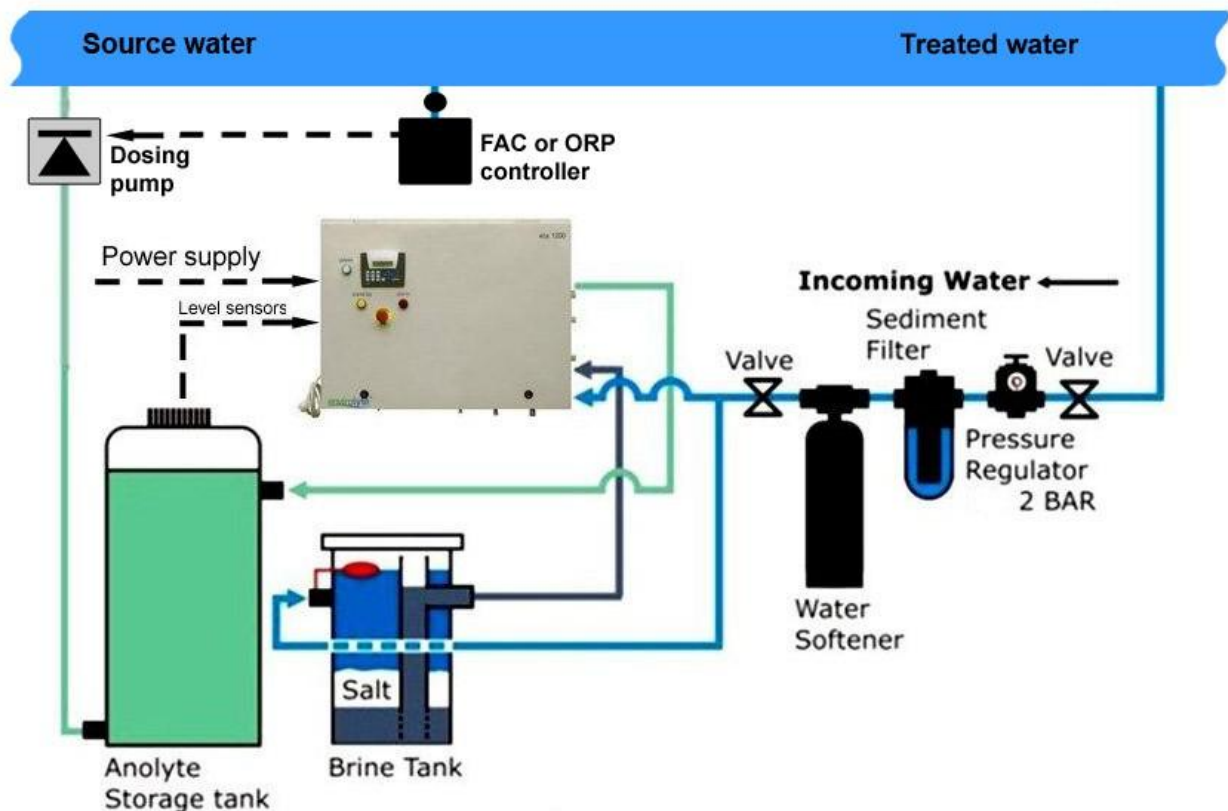 Source water
Treated water
Dosing
pump
FAC or ORP
controller
Power supply
Level sensors
Incoming Water
Sediment
Filter
Valve
Valve
Pressure
Regulator
2 BAR
Water
Softener
Salt
Brine Tank
Anolyte
Storage tank